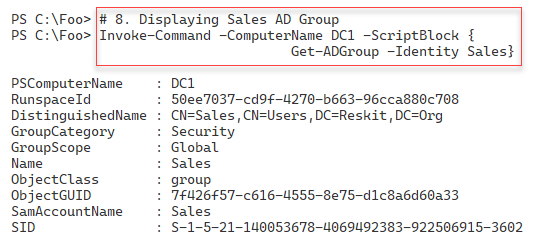 PS C:\Foo> # 8. Displaying Sales AD Group
PS C:\Foo> Invoke-Command -ComputerName DC1 -ScriptBlock {
Get-ADGroup -Identity Sales}
PSComputerName : DC1
RunspaceId : 50ee7037-cd9f-4270-b663-96cca880c708
DistinguishedName : CN=Sales,CN=Users,DC=Reskit,DC=Org
GroupCategory : Security
GroupScope : Global
Name : Sales
ObjectClass : group
ObjectGUID : 7f426f57-c616-4555-8e75-d1c8a6d60a33
SamAccountName : Sales
SID : S-1-5-21-140053678-4069492383-922506915-3602